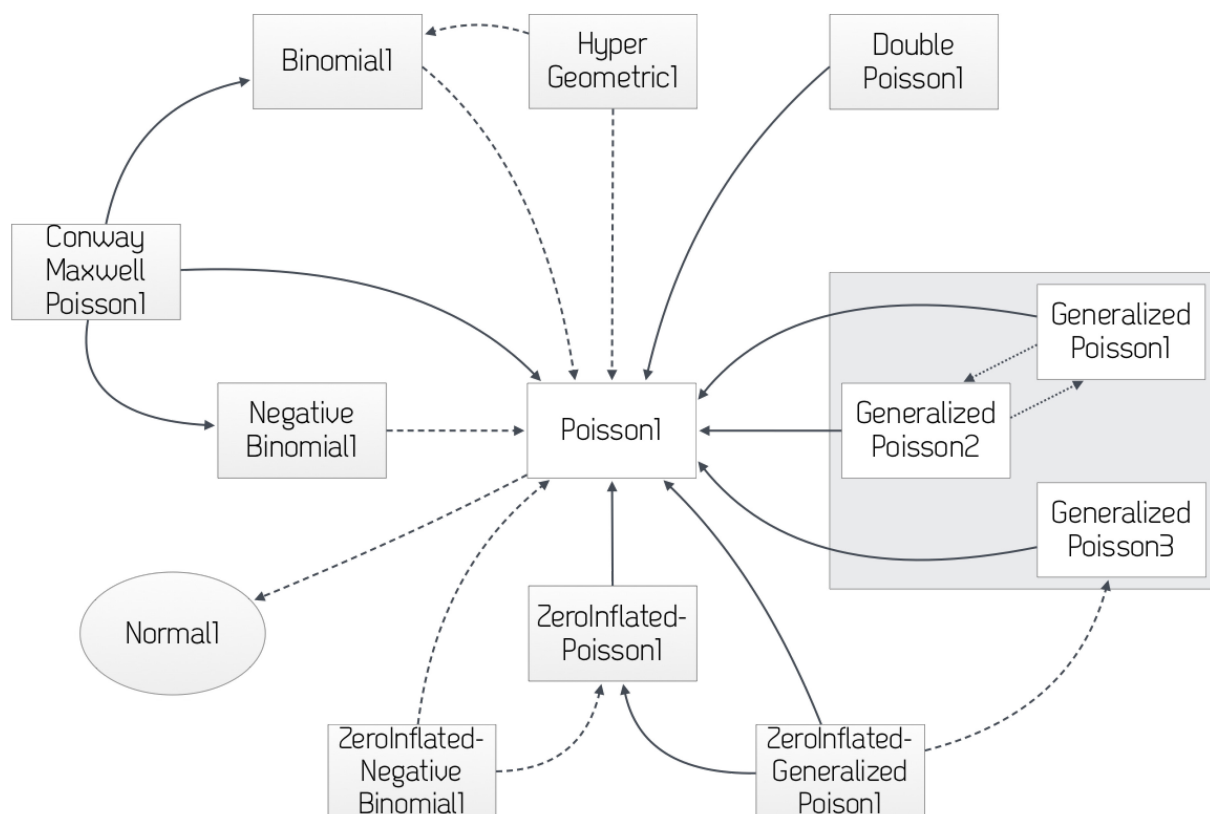 Binomial1
Hyper
Geometric1
Double
Poisson1
Conway
Maxwell
Poisson1
Generalized
Poisson1
Negative
Binomial1
Poisson1
Generalized
Poisson2
Generalized
Poisson3
Normal1
ZeroInflated-
Poisson1
ZeroInflated-
Negative
Binomial1
ZeroInflated-
Generalized
Poison1